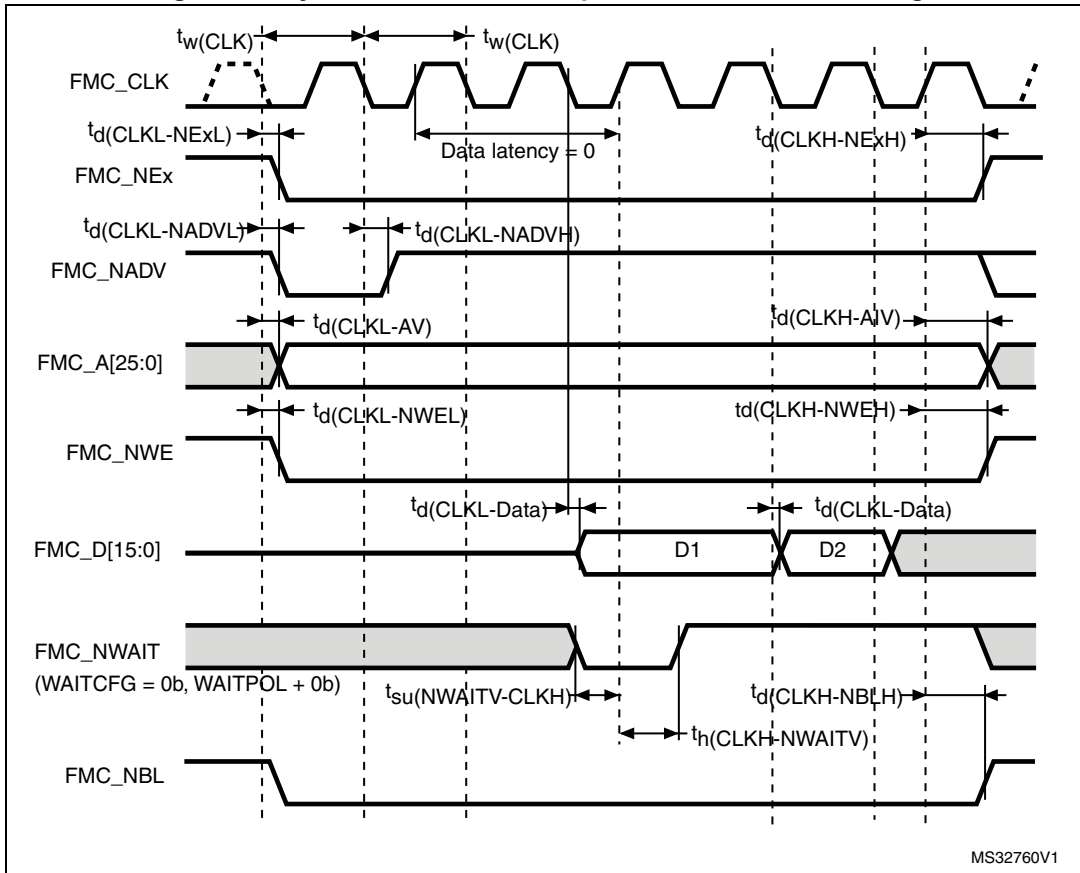 tw(CLK)
tw(CLK)
FMC_CLK
td(CLKL-NExL)
Data latency = 0
td(CLKH-NExH)
FMC_NEx
td(CLKL-NADVL)
td(CLKL-NADVH)
FMC_NADV
td(CLKL-AV)
td(CLKH-AIV)
FMC_A[25:0]
td(CLKL-NWEL)
td(CLKH-NWEH)
FMC_NWE
td(CLKL-Data)
td(CLKL-Data)
FMC_D[15:0]
D1
D2
FMC_NWAIT
(WAITCFG = 0b, WAITPOL + 0b)
tsu(NWAITV-CLKH)
td(CLKH-NBLH)
th(CLKH-NWAITV)
FMC_NBL
MS32760V1